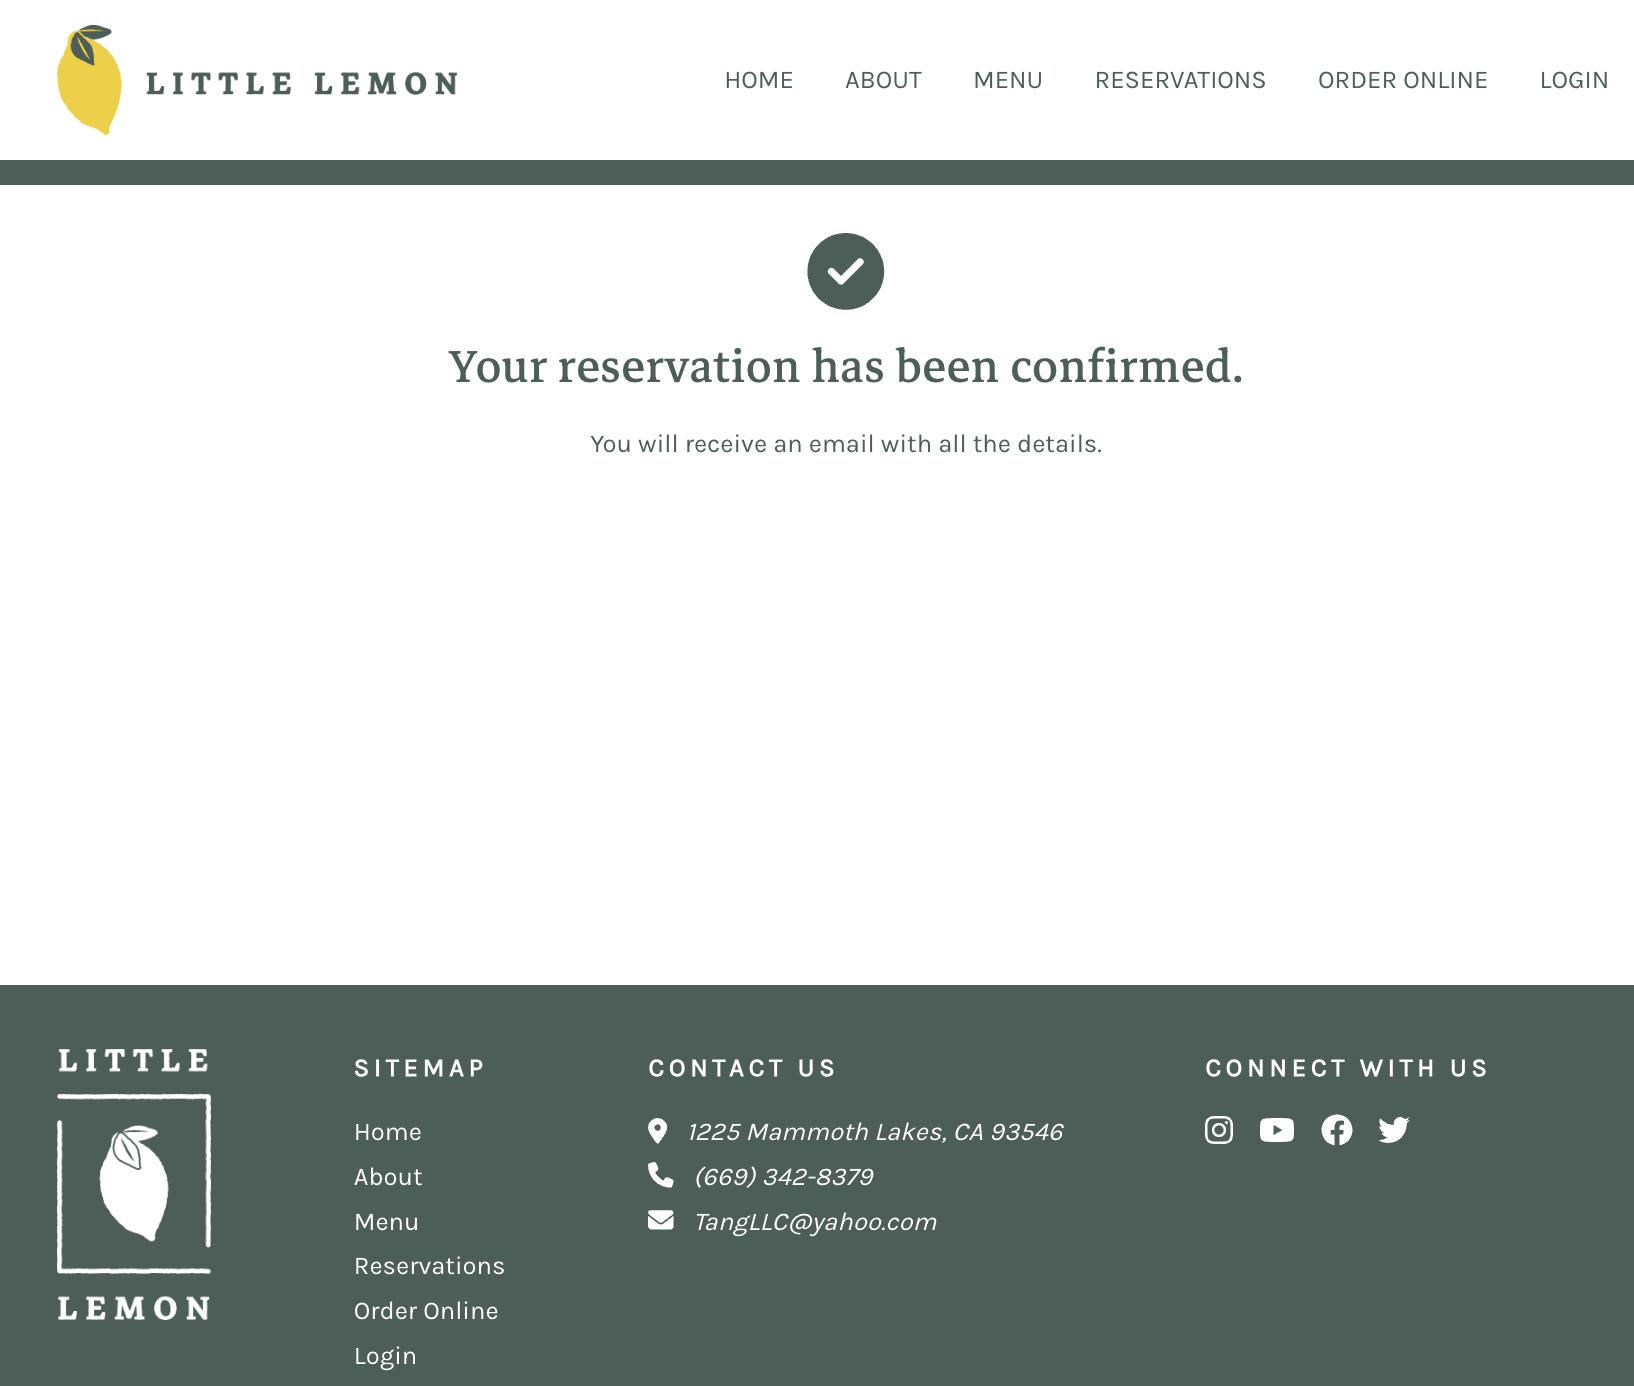 LITTLE LEMON
HOME ABOUT MENU RESERVATIONS ORDER ONLINE LOGIN
Your reservation has been confirmed.
You will receive an email with all the details.
LITTLE
LEMON
SITEMAP
Home
About
Menu
Reservations
Order Online
Login
CONTACT US
1225 Mammoth Lakes, CA 93546
(669) 342-8379
TangLLC@yahoo.com
CONNECT WITH US